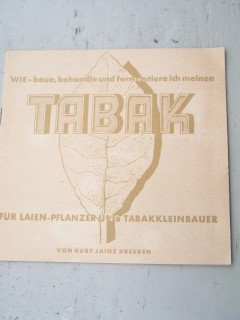 WIE - baue, behandle und fermentiere ich meinen
TABAK
FÜR LAIEN-PFLANZER UND TABAKKLEINBAUER
VON KURT JAINZ DRESDEN